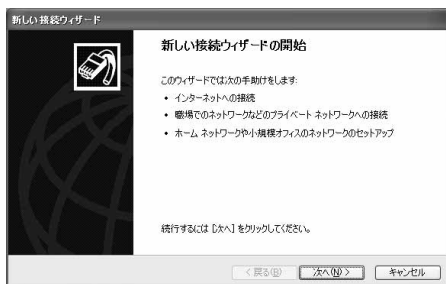 新しい接続ウィザード
新しい接続ウィザードの開始
このウィザードでは次の手助けをします:
• インターネットへの接続
• 職場でのネットワークなどのプライベート ネットワークへの接続
• ホーム ネットワークや小規模オフィスのネットワークのセットアップ
続行するには [次へ] をクリックしてください。
< 戻る(B)
次へ(N) >
キャンセル